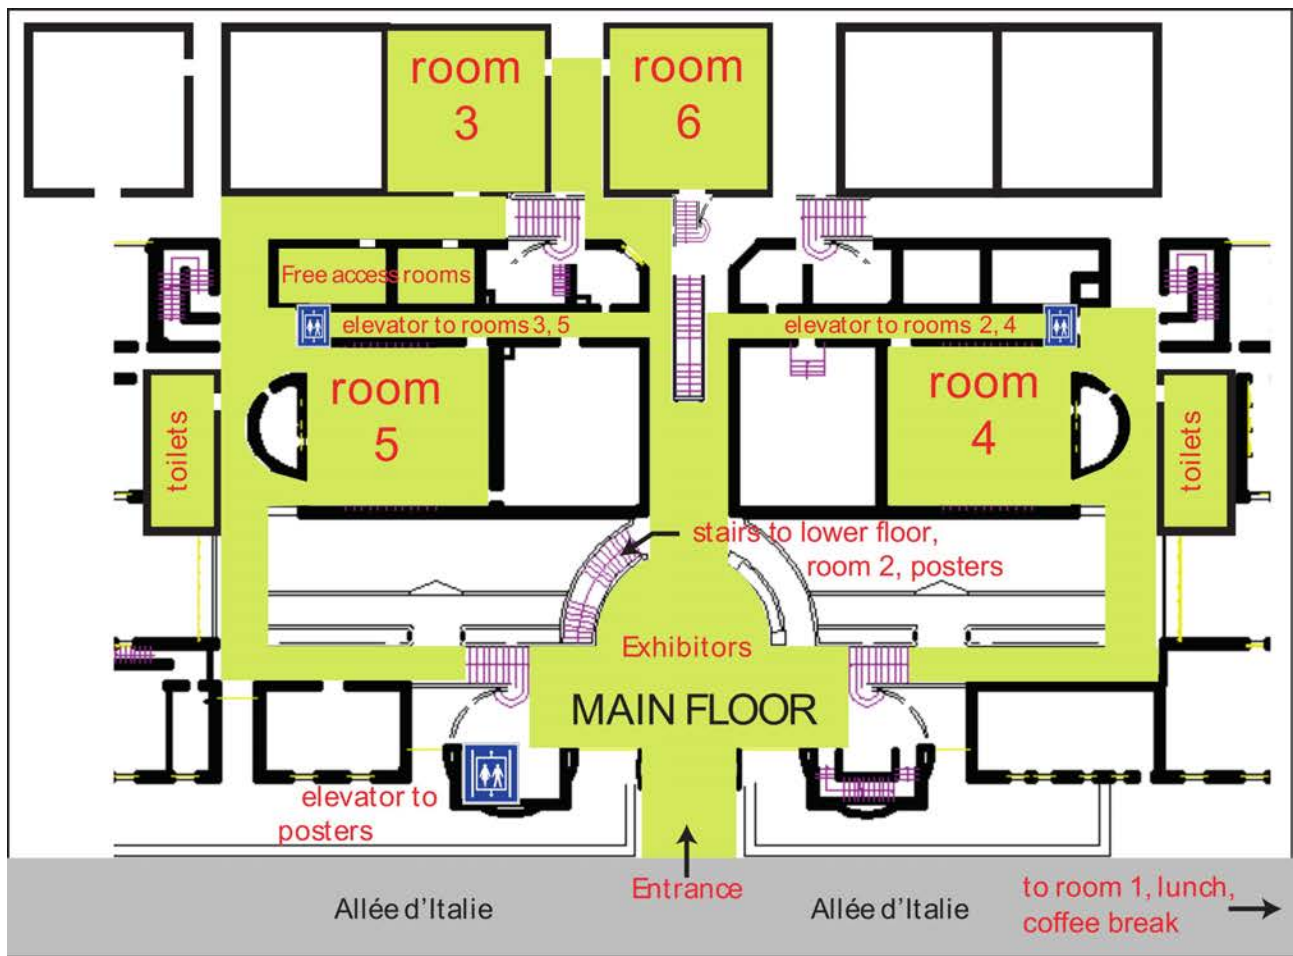 room
3
room
6
Free access rooms
elevator to rooms 3, 5
elevator to rooms 2, 4
room
5
room
4
toilets
toilets
stairs to lower floor,
room 2, posters
Exhibitors
MAIN FLOOR
elevator to
posters
Entrance
Allée d'Italie
Allée d'Italie
to room 1, lunch,
coffee break